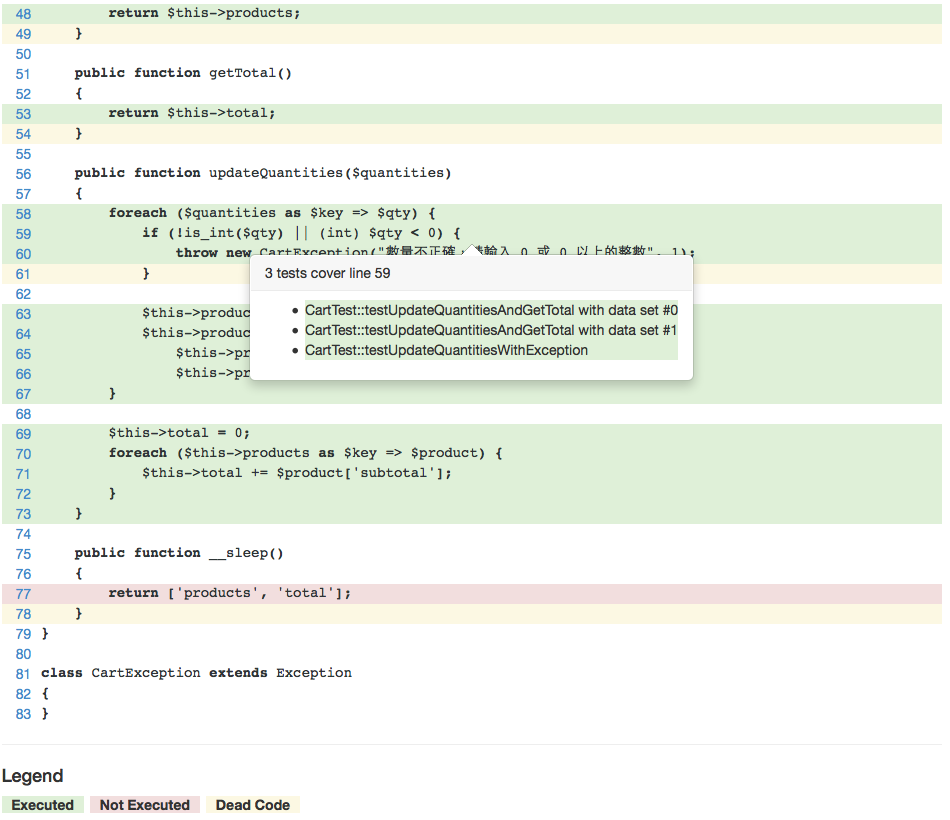 48 return $this->products;
49 }
50
51 public function getTotal()
52 {
53 return $this->total;
54 }
55
56 public function updateQuantities($quantities)
57 {
58 foreach ($quantities as $key => $qty) {
59 if (!is_int($qty) || (int) $qty < 0) {
60 throw new CartException("數量不正確 輸入 0 或 0 以上的整數", 1);
3 tests cover line 59
61 }
62
CartTest::testUpdateQuantitiesAndGetTotal with data set #0
63 $this->produc
CartTest::testUpdateQuantitiesAndGetTotal with data set #1
64 $this->produc
CartTest::testUpdateQuantitiesWithException
65 $this->pr
66 $this->pr
67 }
68
69 $this->total = 0;
70 foreach ($this->products as $key => $product) {
71 $this->total += $product['subtotal'];
72 }
73 }
74
75 public function __sleep()
76 {
77 return ['products', 'total'];
78 }
79 }
80
81 class CartException extends Exception
82 {
83 }
Legend
Executed Not Executed Dead Code